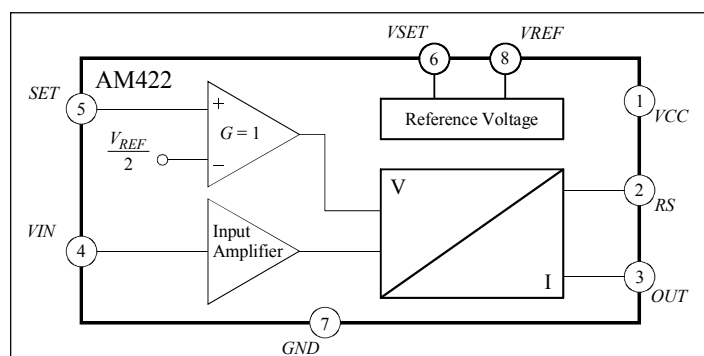 VSET VREF
6 8
AM422
SET
5
+
G = 1
VREF
2
−
Reference Voltage
1
VCC
V
2
RS
VIN
4
Input
Amplifier
I
3
OUT
7
GND